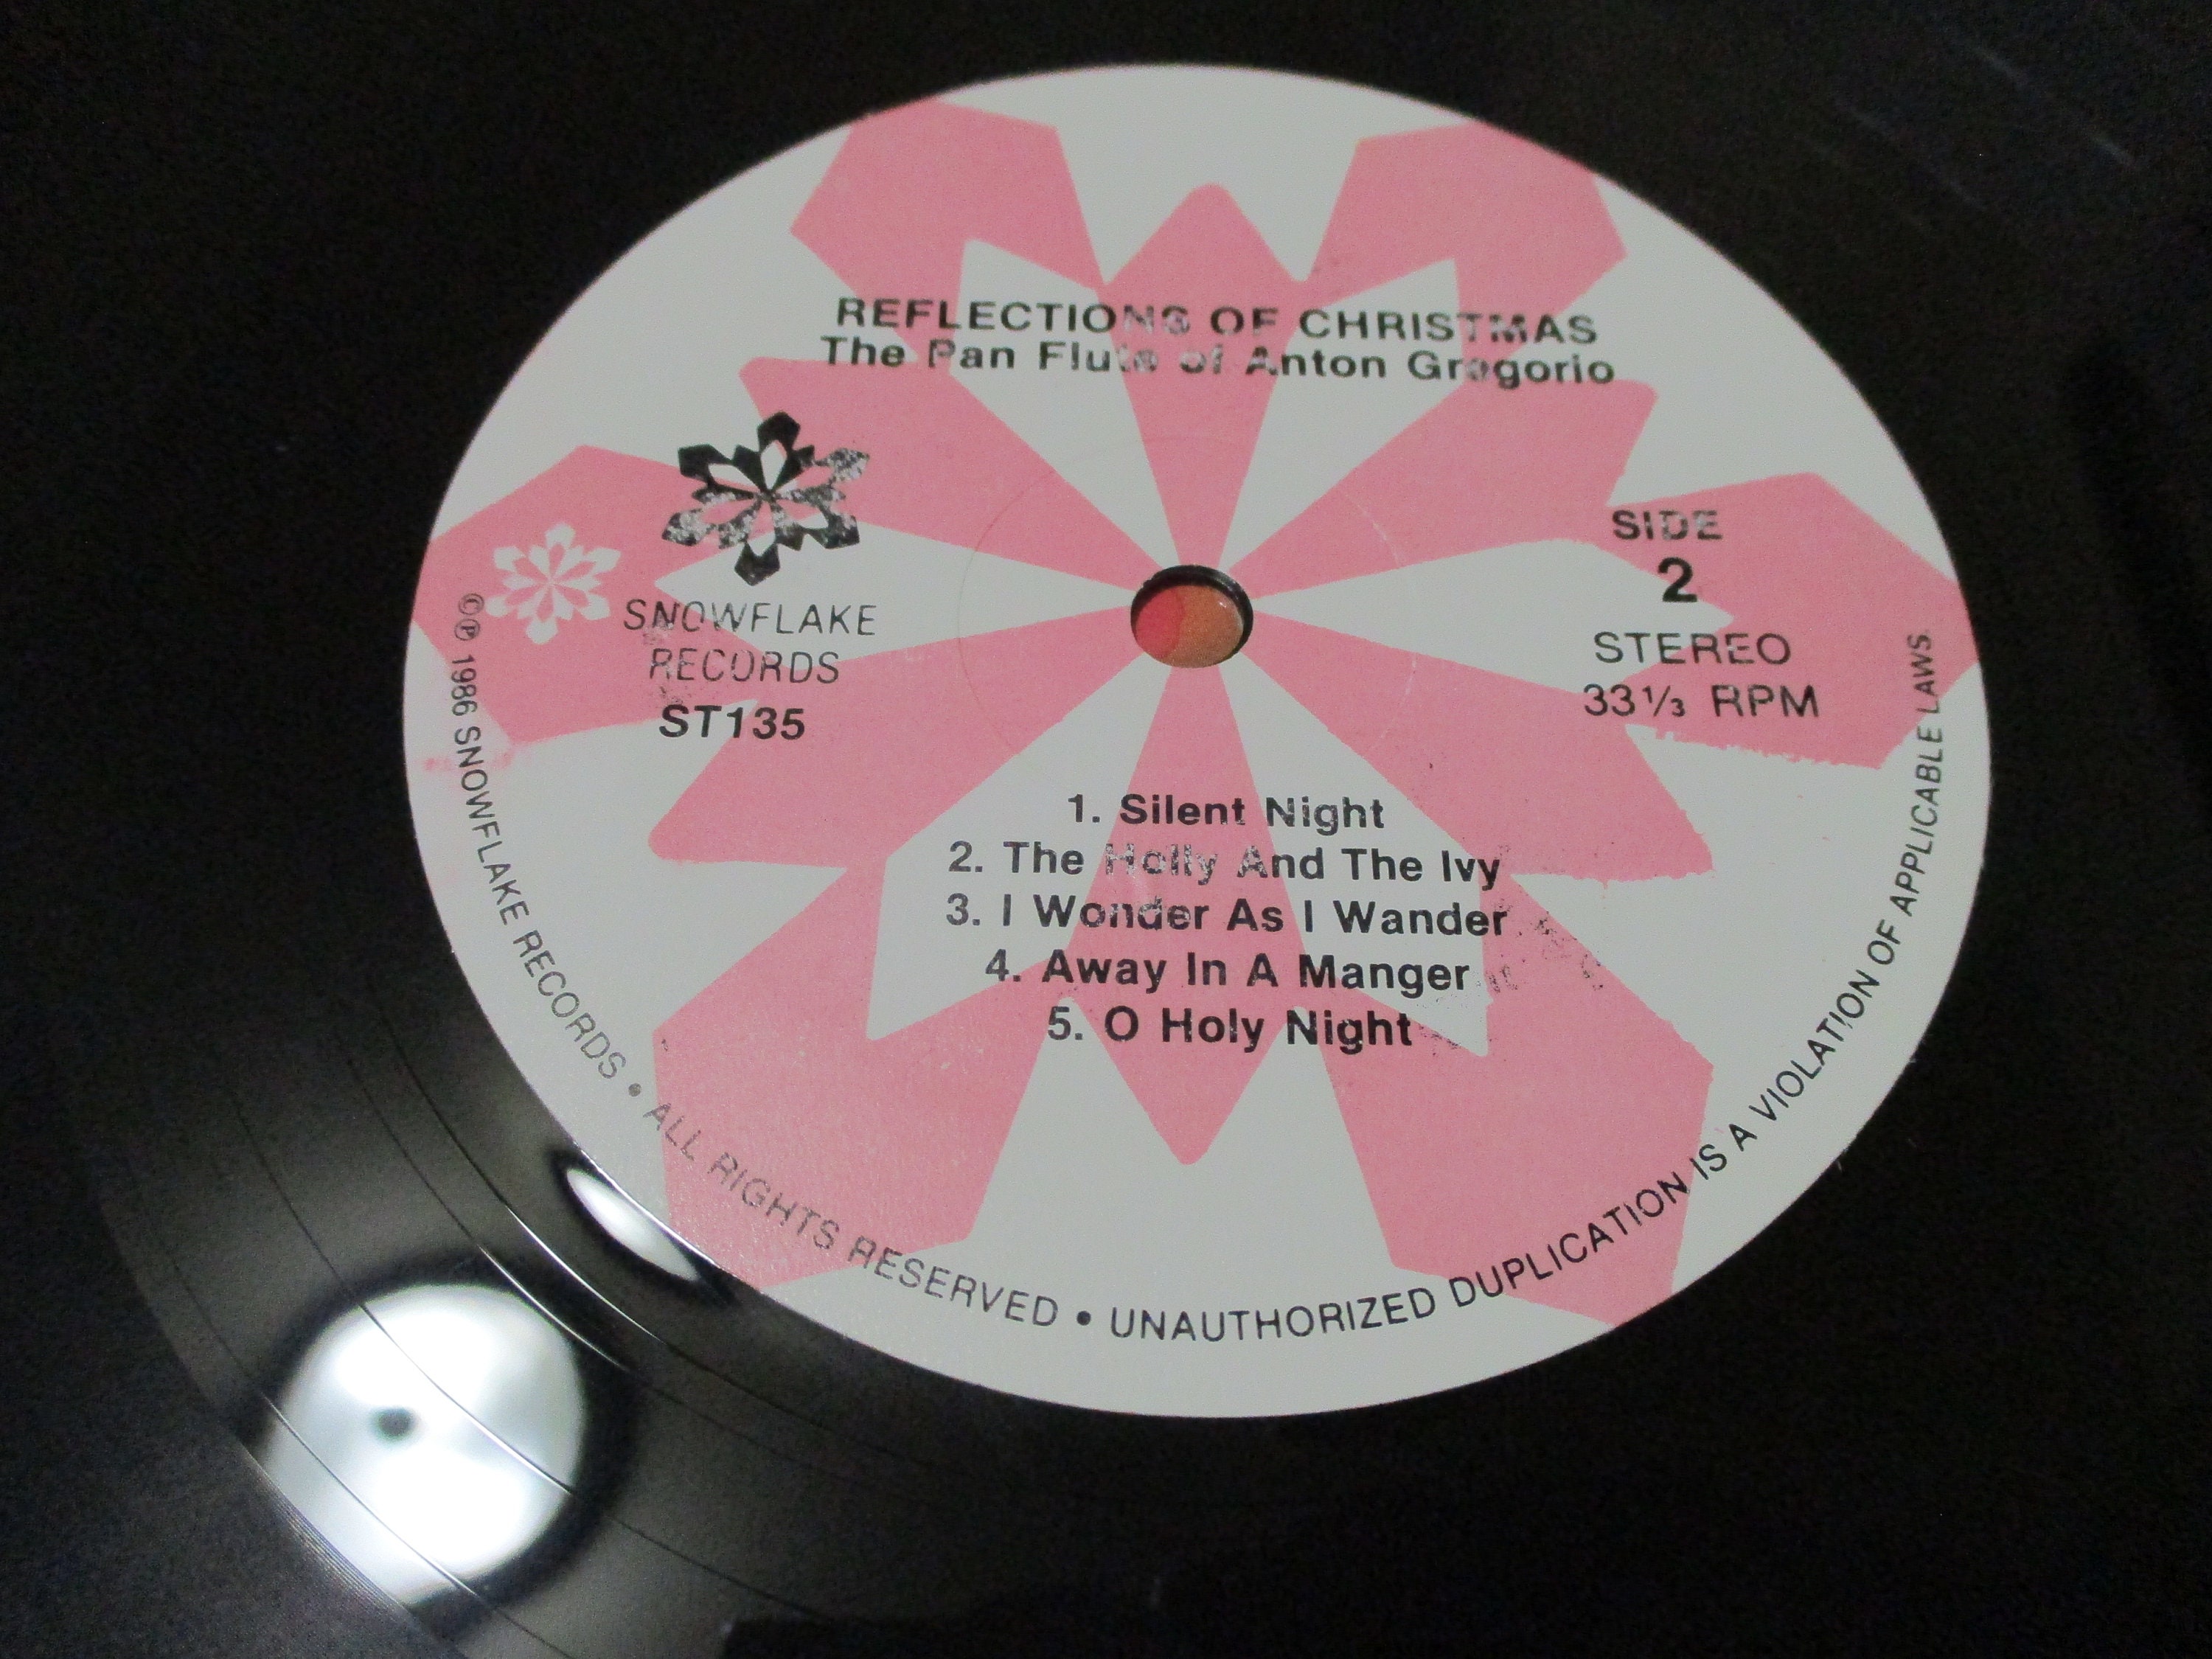 REFLECTIONS OF CHRISTMAS
The Pan Flute of Anton Gregorio
SNOWFLAKE
RECORDS
ST135
SIDE
2
STEREO
33⅓ RPM
1. Silent Night
2. The Holly And The Ivy
3. I Wonder As I Wander
4. Away In A Manger
5. O Holy Night
©℗ 1986 SNOWFLAKE RECORDS • ALL RIGHTS RESERVED • UNAUTHORIZED DUPLICATION IS A VIOLATION OF APPLICABLE LAWS